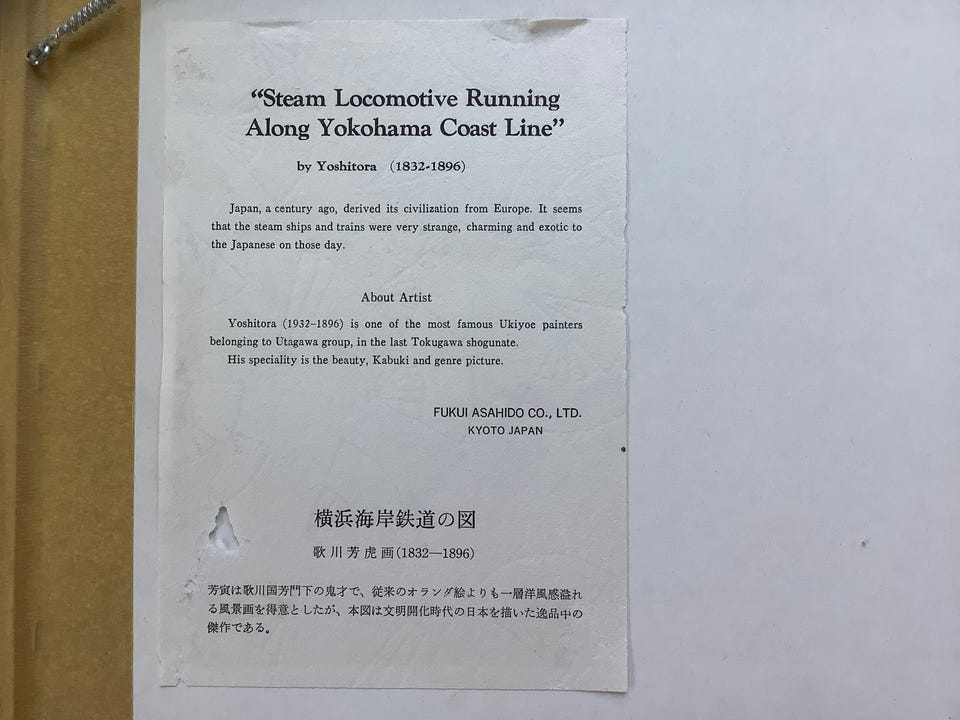 “Steam Locomotive Running
Along Yokohama Coast Line”
by Yoshitora (1832-1896)
Japan, a century ago, derived its civilization from Europe. It seems
that the steam ships and trains were very strange, charming and exotic to
the Japanese on those day.
About Artist
Yoshitora (1932-1896) is one of the most famous Ukiyoe painters
belonging to Utagawa group, in the last Tokugawa shogunate.
His speciality is the beauty, Kabuki and genre picture.
FUKUI ASAHIDO CO., LTD.
KYOTO JAPAN
横浜海岸鉄道の図
歌川芳虎画(1832―1896)
芳寅は歌川国芳門下の鬼才で、従来のオランダ絵よりも一層洋風感溢れ
る風景画を得意としたが、本図は文明開化時代の日本を描いた逸品中の
傑作である。